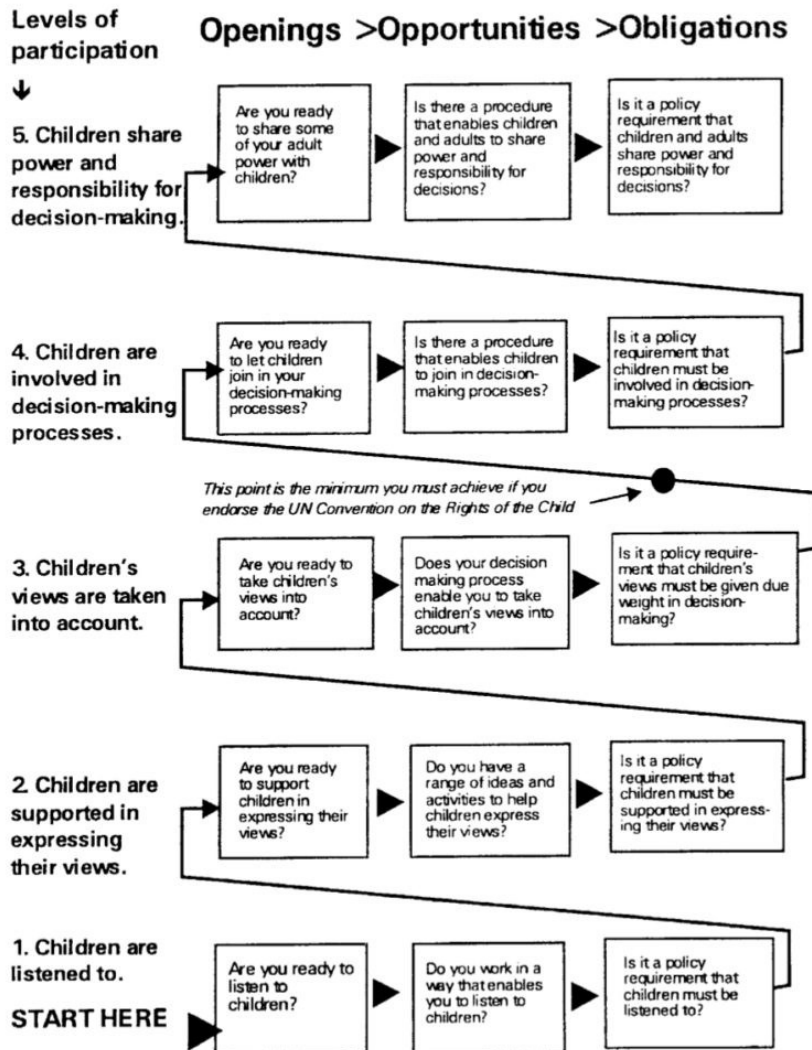 Levels of
participation
Openings >Opportunities >Obligations
5. Children share
power and
responsibility for
decision-making.
Are you ready
to share some
of your adult
power with
children?
Is there a procedure
that enables children
and adults to share
power and
responsibility for
decisions?
Is it a policy
requirement that
children and adults
share power and
responsibility for
decisions?
4. Children are
involved in
decision-making
processes.
Are you ready
to let children
join in your
decision-making
processes?
Is there a procedure
that enables children
to join in decision-
making processes?
Is it a policy
requirement that
children must be
involved in decision-
making processes?
This point is the minimum you must achieve if you
endorse the UN Convention on the Rights of the Child
3. Children's
views are taken
into account.
Are you ready to
take children's
views into
account?
Does your decision
making process
enable you to take
children's views into
account?
Is it a policy require-
ment that children's
views must be given due
weight in decision-
making?
2. Children are
supported in
expressing
their views.
Are you ready
to support
children in
expressing their
views?
Do you have a
range of ideas and
activities to help
children express
their views?
Is it a policy
requirement that
children must be
supported in express-
ing their views?
1. Children are
listened to.
START HERE
Are you ready to
listen to
children?
Do you work in a
way that enables
you to listen to
children?
Is it a policy
requirement that
children must be
listened to?